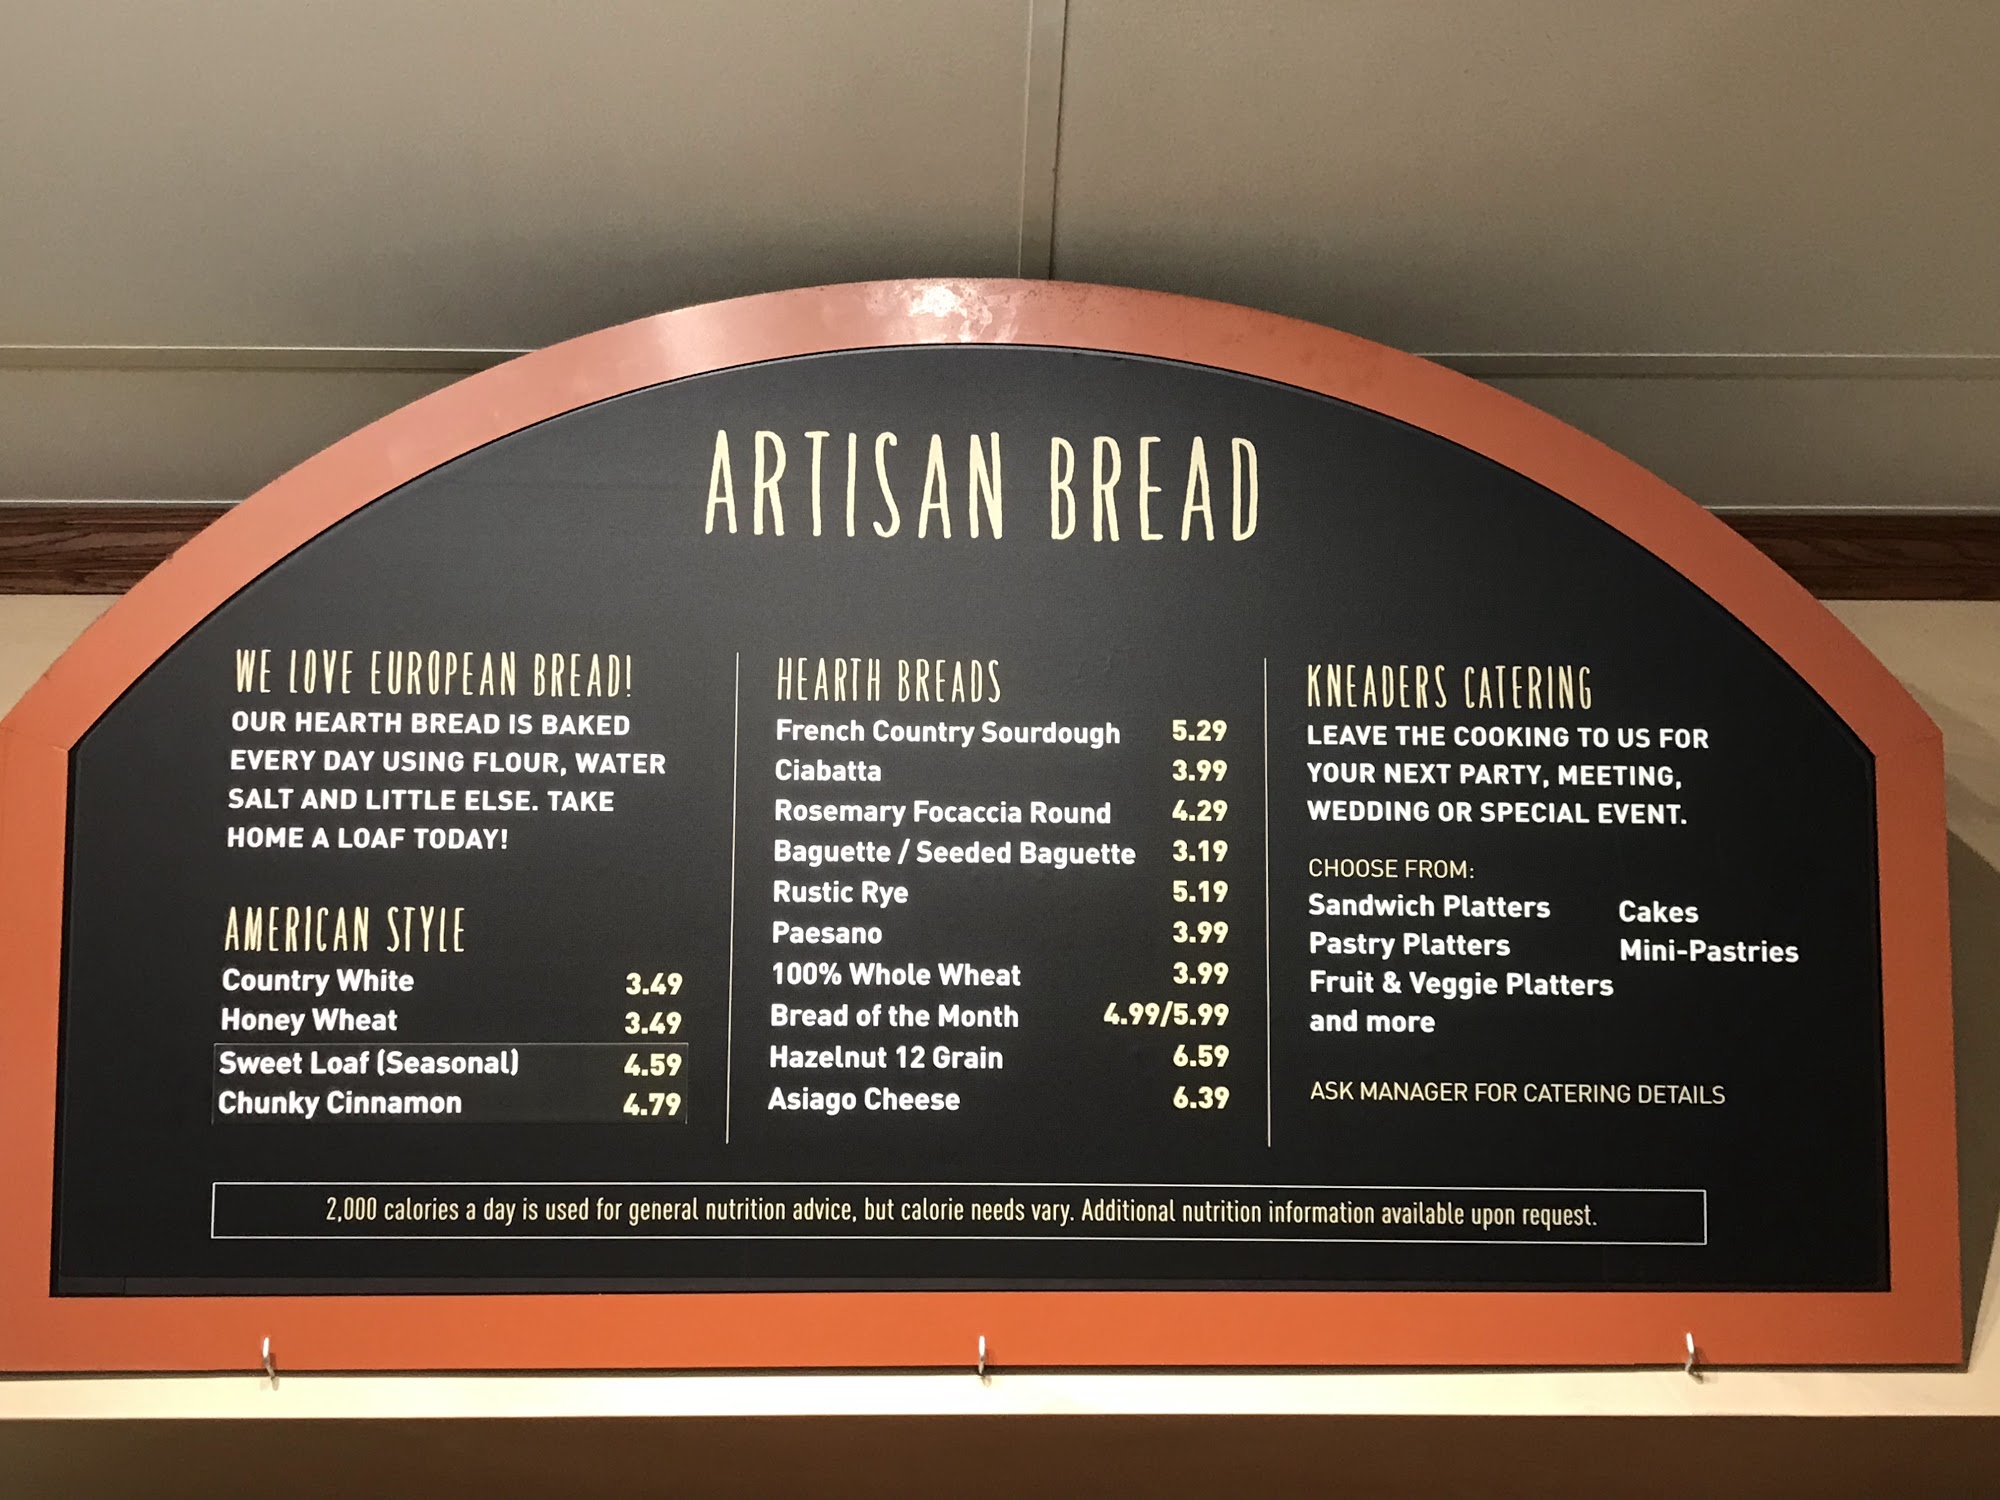 ARTISAN BREAD
WE LOVE EUROPEAN BREAD!
OUR HEARTH BREAD IS BAKED
EVERY DAY USING FLOUR, WATER
SALT AND LITTLE ELSE. TAKE
HOME A LOAF TODAY!
AMERICAN STYLE
Country White 3.49
Honey Wheat 3.49
Sweet Loaf (Seasonal) 4.59
Chunky Cinnamon 4.79
HEARTH BREADS
French Country Sourdough 5.29
Ciabatta 3.99
Rosemary Focaccia Round 4.29
Baguette / Seeded Baguette 3.19
Rustic Rye 5.19
Paesano 3.99
100% Whole Wheat 3.99
Bread of the Month 4.99/5.99
Hazelnut 12 Grain 6.59
Asiago Cheese 6.39
KNEADERS CATERING
LEAVE THE COOKING TO US FOR
YOUR NEXT PARTY, MEETING,
WEDDING OR SPECIAL EVENT.
CHOOSE FROM:
Sandwich Platters
Pastry Platters
Fruit & Veggie Platters
and more
Cakes
Mini-Pastries
ASK MANAGER FOR CATERING DETAILS
2,000 calories a day is used for general nutrition advice, but calorie needs vary. Additional nutrition information available upon request.